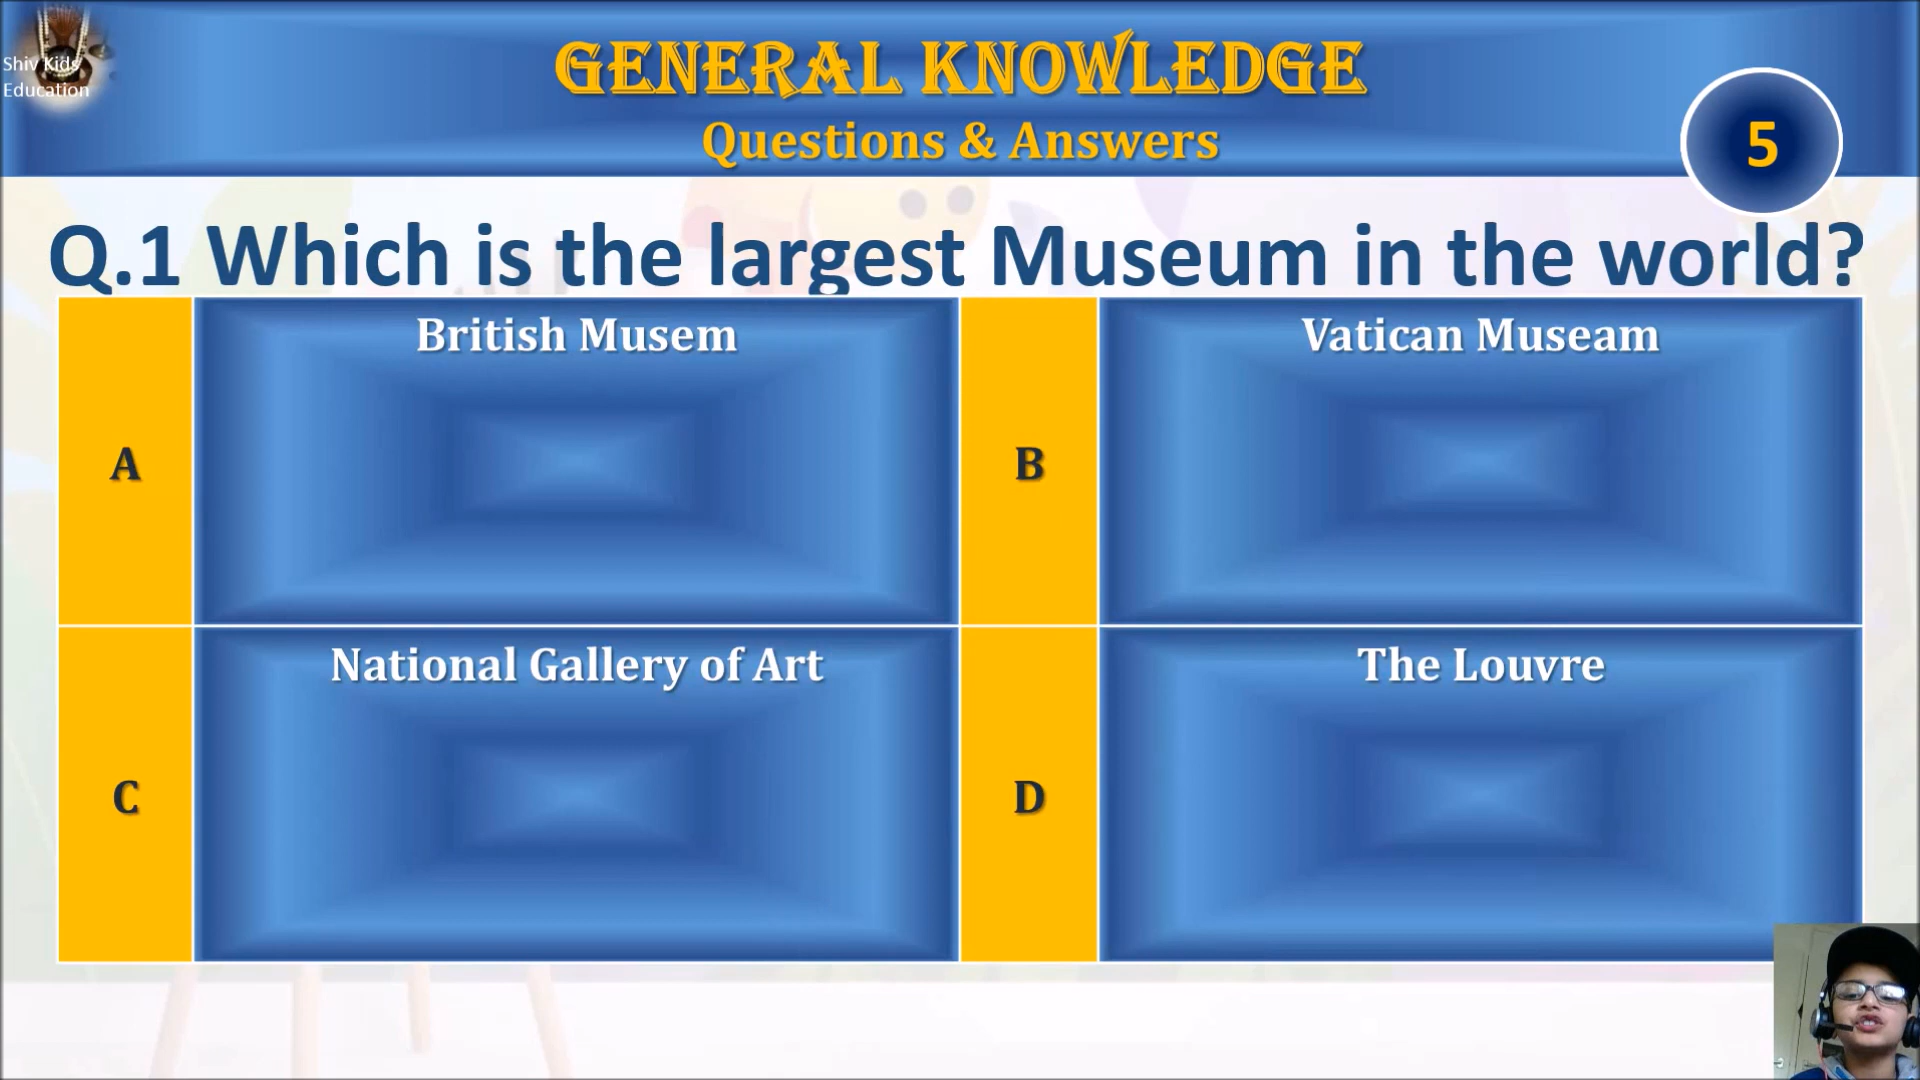 Shiv Kids
Education
GENERAL KNOWLEDGE
Questions & Answers
5
Q.1 Which is the largest Museum in the world?
A
British Musem
B
Vatican Museam
C
National Gallery of Art
D
The Louvre